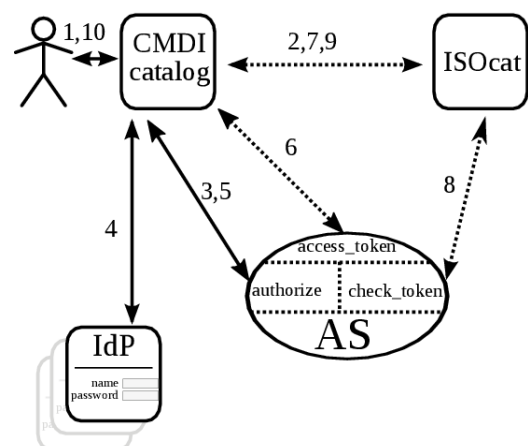 1,10
CMDI
catalog
2,7,9
ISOcat
6
3,5
8
4
access_token
authorize
check_token
AS
IdP
name
password